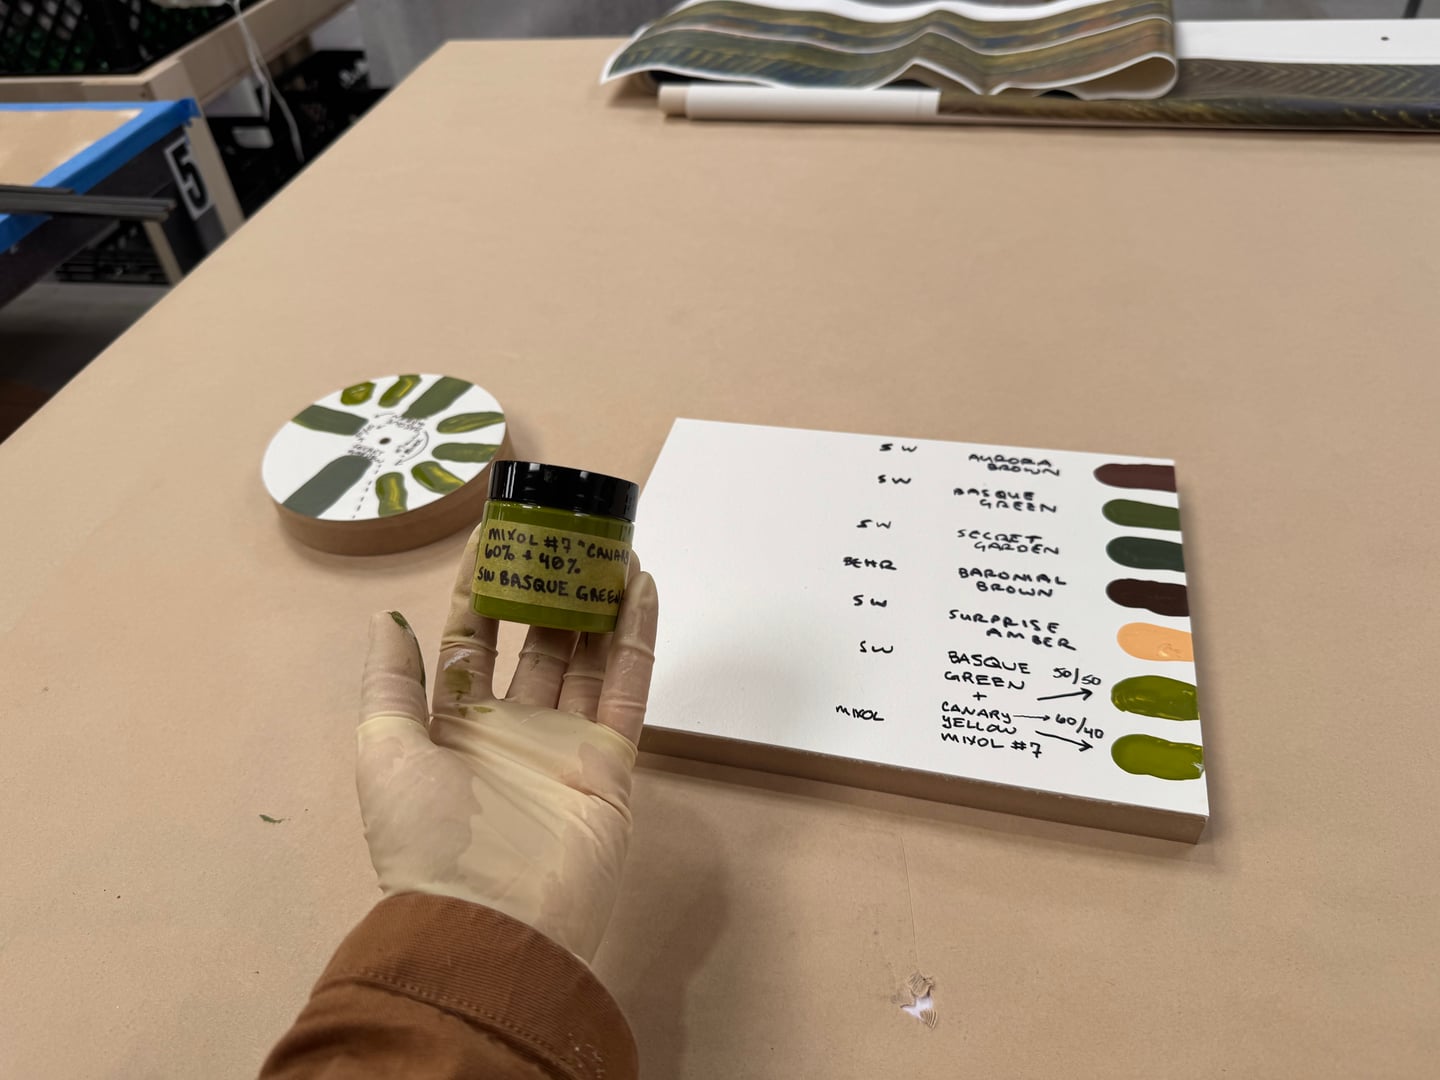 5
MIXOL #7 "CANARY
60% + 40%
SW BASQUE GREEN
SW AURORA
BROWN
SW BASQUE
GREEN
SW SECRET
GARDEN
BEHR BARONIAL
BROWN
SW SURPRISE
AMBER
SW BASQUE 50/50
GREEN
+
MIXOL CANARY 60/40
YELLOW
MIXOL #7